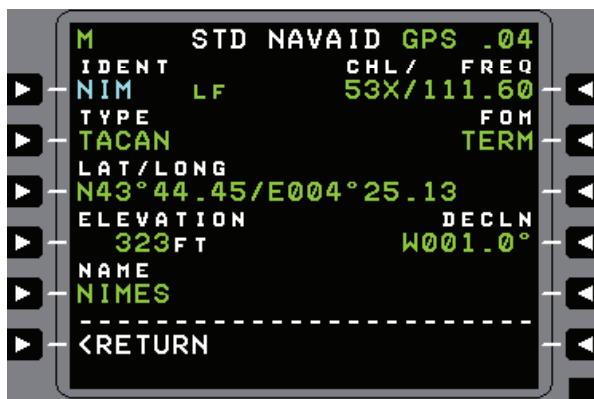 M STD NAVAID GPS .04
IDENT CHL/ FREQ
NIM LF 53X/111.60
TYPE FOM
TACAN TERM
LAT/LONG
N43°44.45/E004°25.13
ELEVATION DECLN
323FT W001.0°
NAME
NIMES
<RETURN